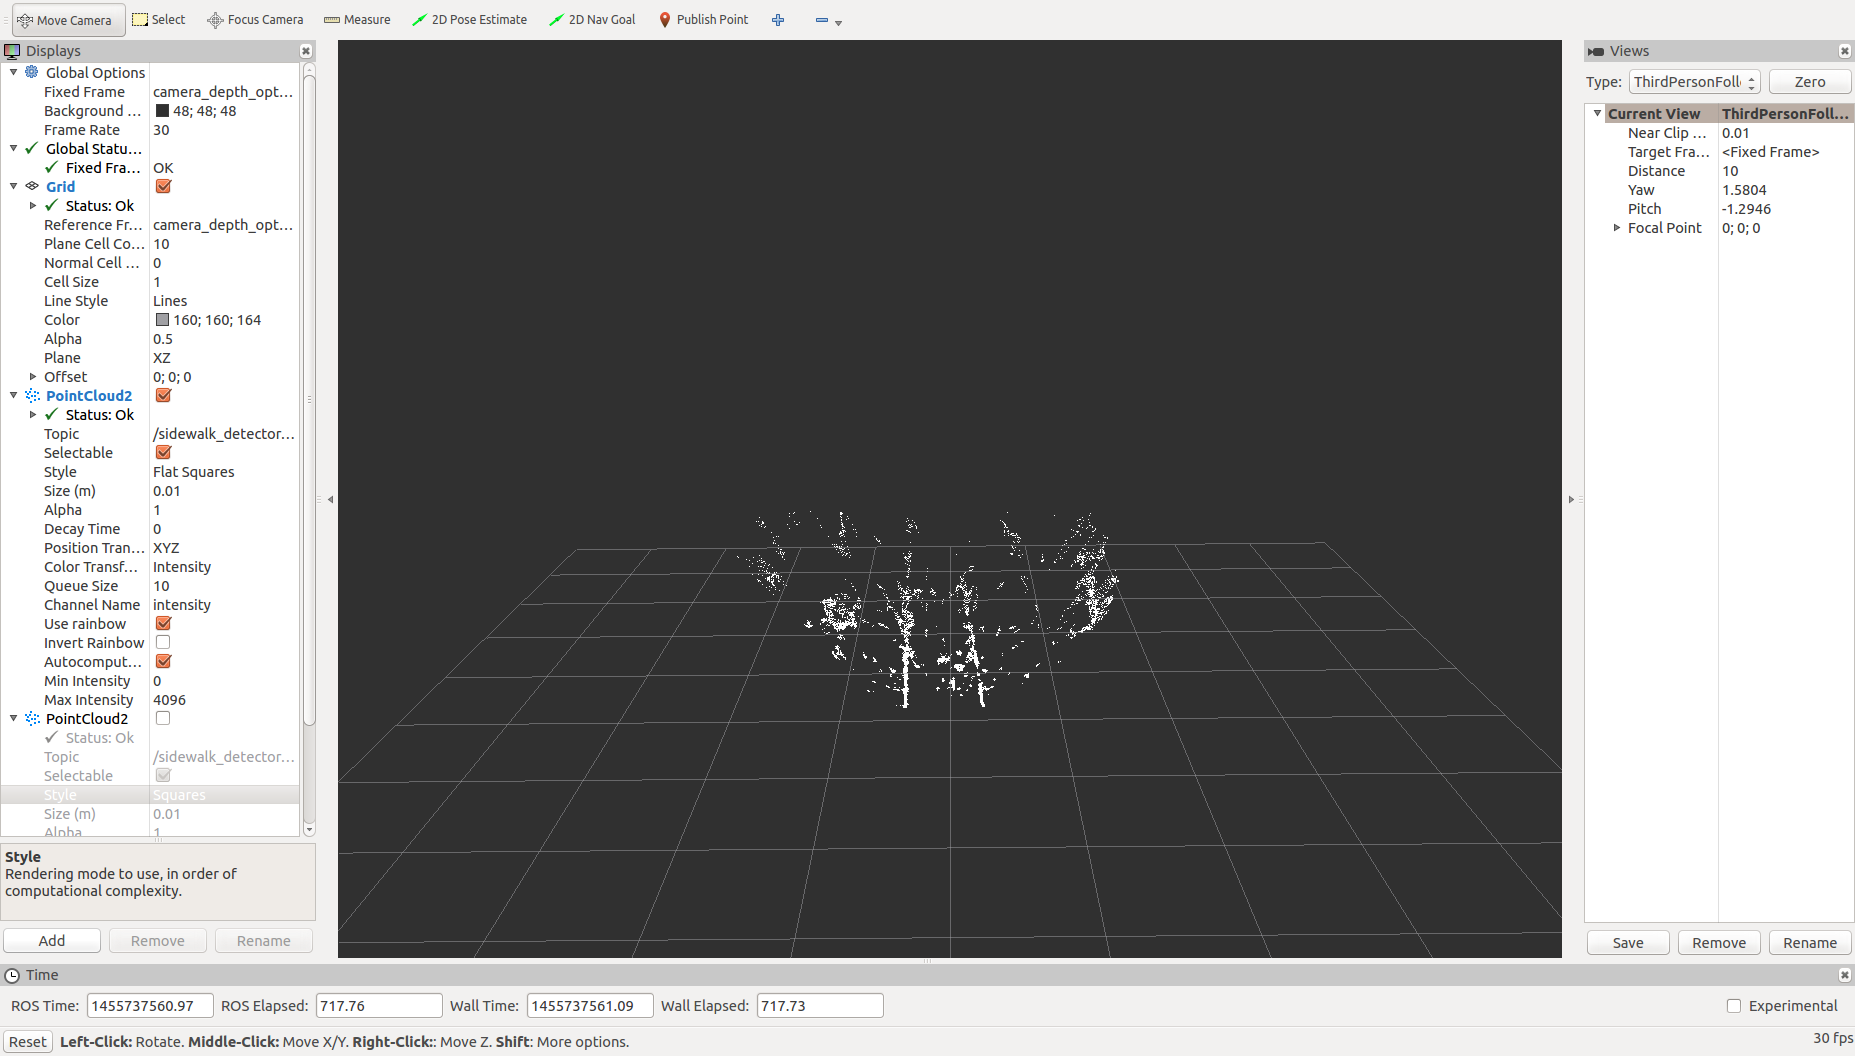 Move Camera Select Focus Camera Measure 2D Pose Estimate 2D Nav Goal Publish Point
Displays
Global Options
Fixed Frame camera_depth_opt...
Background ... 48; 48; 48
Frame Rate 30
Global Statu...
Fixed Fra... OK
Grid
Status: Ok
Reference Fr... camera_depth_opt...
Plane Cell Co... 10
Normal Cell ... 0
Cell Size 1
Line Style Lines
Color 160; 160; 164
Alpha 0.5
Plane XZ
Offset 0; 0; 0
PointCloud2
Status: Ok
Topic /sidewalk_detector...
Selectable
Style Flat Squares
Size (m) 0.01
Alpha 1
Decay Time 0
Position Tran... XYZ
Color Transf... Intensity
Queue Size 10
Channel Name intensity
Use rainbow
Invert Rainbow
Autocomput...
Min Intensity 0
Max Intensity 4096
PointCloud2
Status: Ok
Topic /sidewalk_detector...
Selectable
Style Squares
Size (m) 0.01
Alpha 1
Style
Rendering mode to use, in order of
computational complexity.
Add Remove Rename
Views
Type: ThirdPersonFoll Zero
Current View ThirdPersonFoll...
Near Clip ... 0.01
Target Fra... <Fixed Frame>
Distance 10
Yaw 1.5804
Pitch -1.2946
Focal Point 0; 0; 0
Save Remove Rename
Time
ROS Time: 1455737560.97 ROS Elapsed: 717.76 Wall Time: 1455737561.09 Wall Elapsed: 717.73 Experimental
Reset Left-Click: Rotate. Middle-Click: Move X/Y. Right-Click:: Move Z. Shift: More options. 30 fps